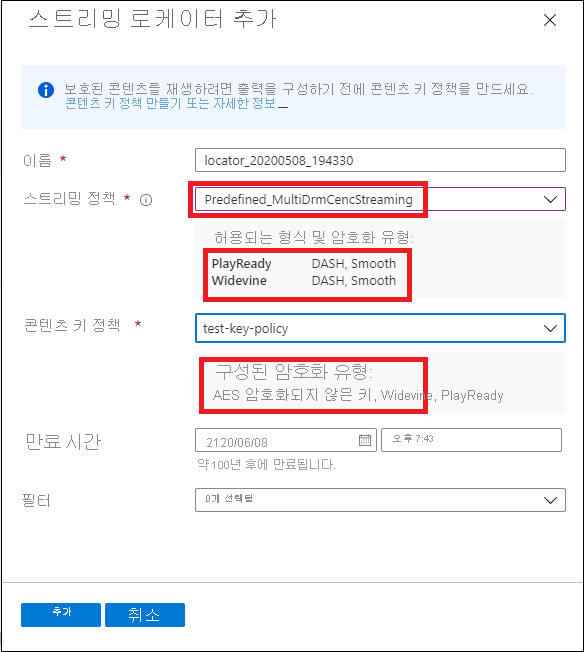 스트리밍 로케이터 추가
보호된 콘텐츠를 재생하려면 출력을 구성하기 전에 콘텐츠 키 정책을 만드세요.
콘텐츠 키 정책 만들기 또는 자세한 정보
이름 * locator_20200508_194330
스트리밍 정책 * Predefined_MultiDrmCencStreaming
허용되는 형식 및 암호화 유형:
PlayReady DASH, Smooth
Widevine DASH, Smooth
콘텐츠 키 정책 * test-key-policy
구성된 암호화 유형:
AES 암호화되지 않은 키, Widevine, PlayReady
만료 시간 2120/06/08 오후 7:43
약 100년 후에 만료됩니다.
필터 0개 선택됨
추가 취소